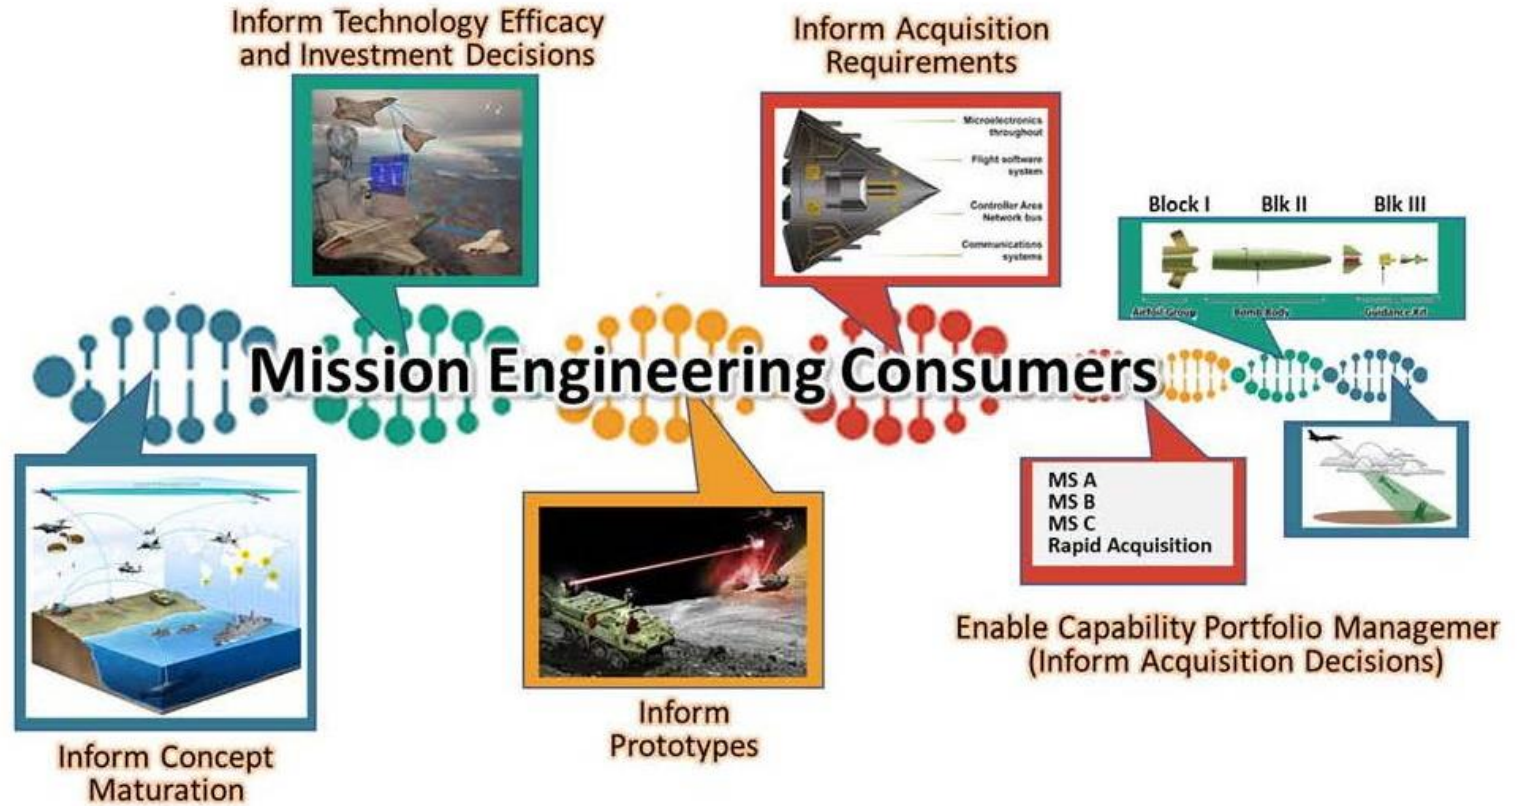 Inform Technology Efficacy
and Investment Decisions
Inform Acquisition
Requirements
Microelectronics
throughout
Flight software
system
Controller Area
Network bus
Communications
systems
Block I Blk II Blk III
Airfoil Group Bomb Body Guidance Kit
Mission Engineering Consumers
MS A
MS B
MS C
Rapid Acquisition
Enable Capability Portfolio Managemer
(Inform Acquisition Decisions)
Inform
Prototypes
Inform Concept
Maturation